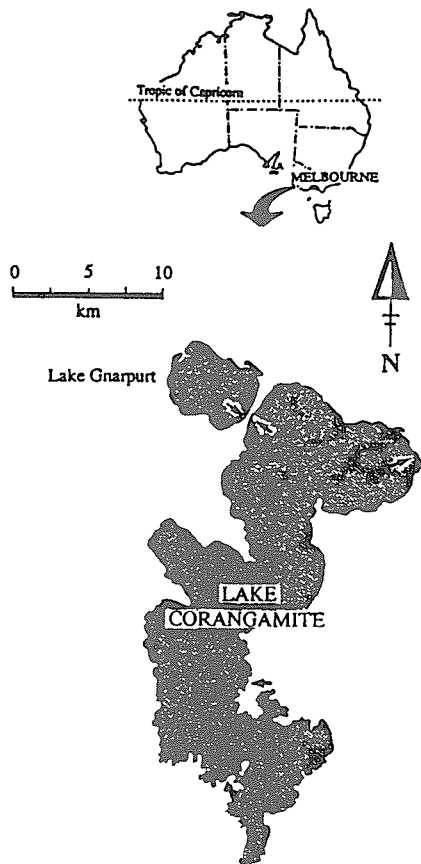 Tropic of Capricorn
MELBOURNE
0 5 10
km
N
Lake Gnarpurt
LAKE
CORANGAMITE